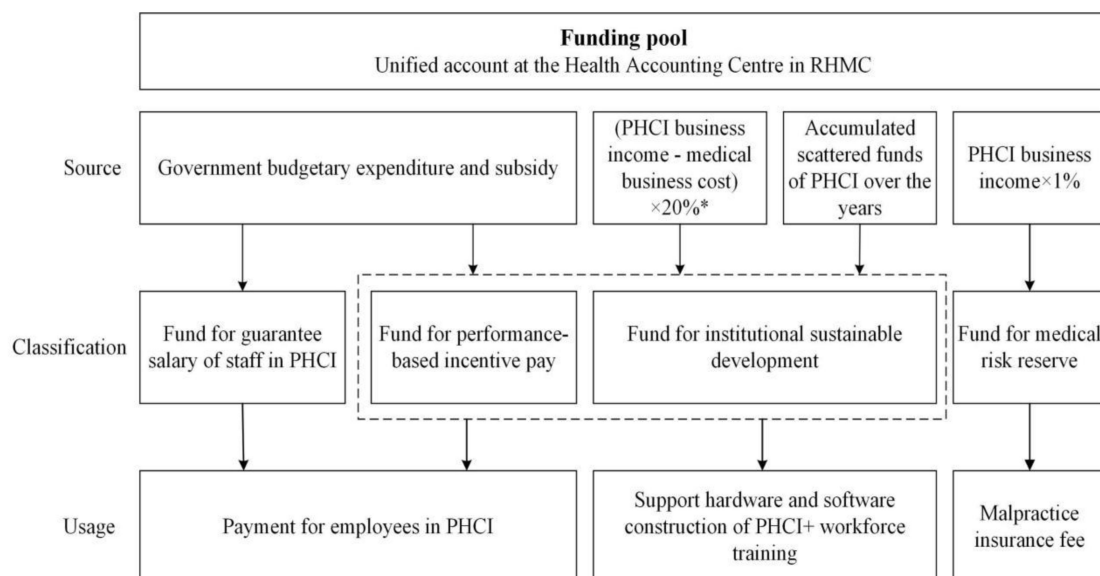 Funding pool
Unified account at the Health Accounting Centre in RHMC
Source
Government budgetary expenditure and subsidy
(PHCI business
income - medical
business cost)
×20%*
Accumulated
scattered funds
of PHCI over the
years
PHCI business
income×1%
Classification
Fund for guarantee
salary of staff in PHCI
Fund for performance-
based incentive pay
Fund for institutional sustainable
development
Fund for medical
risk reserve
Usage
Payment for employees in PHCI
Support hardware and software
construction of PHCI+ workforce
training
Malpractice
insurance fee